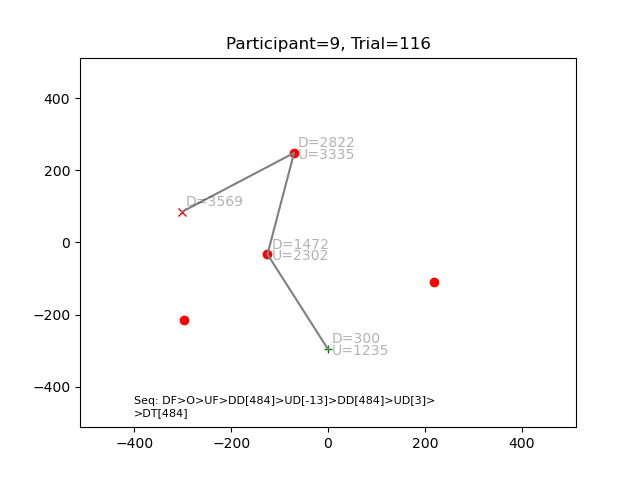 Participant=9, Trial=116
400
200
0
−200
−400
−400
−200
0
200
400
D=2822
U=3335
D=3569
D=1472
U=2302
D=300
U=1235
Seq: DF>O>UF>DD[484]>UD[-13]>DD[484]>UD[3]>
>DT[484]